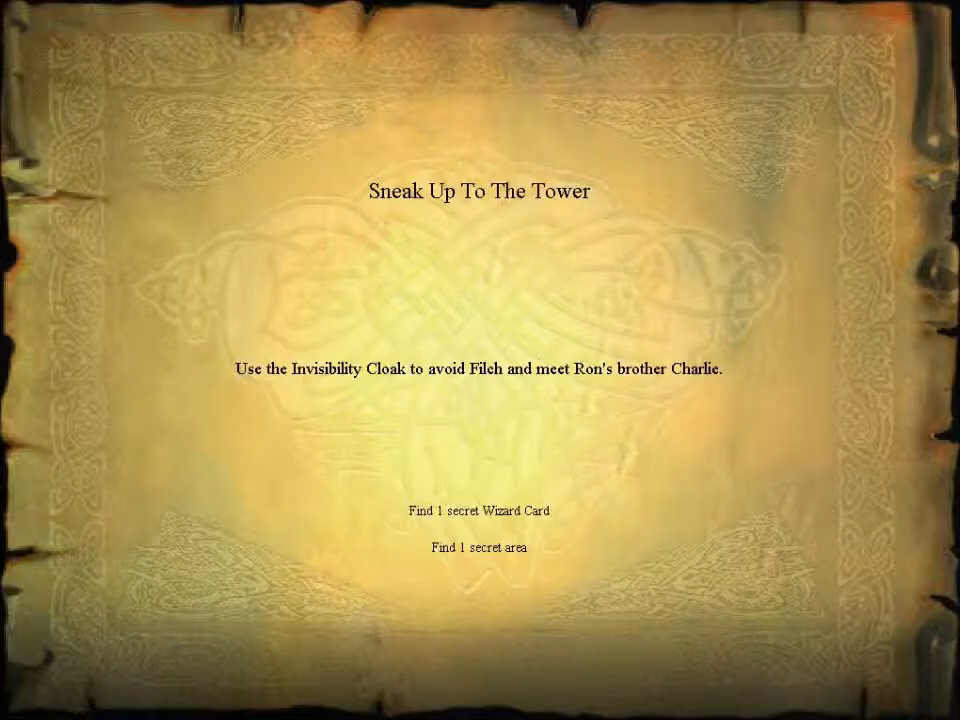 Sneak Up To The Tower
Use the Invisibility Cloak to avoid Filch and meet Ron's brother Charlie.
Find 1 secret Wizard Card
Find 1 secret area